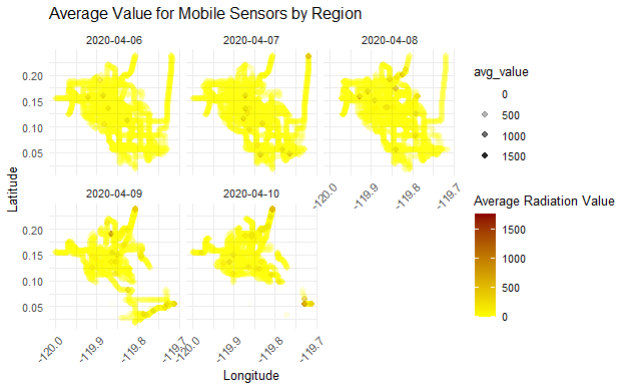 Average Value for Mobile Sensors by Region
2020-04-06 2020-04-07 2020-04-08
0.20
0.15
0.10
0.05
2020-04-09 2020-04-10
0.20
0.15
0.10
0.05
Latitude
-120.0 -119.9 -119.8 -119.7
-120.0 -119.9 -119.8 -120.0 -119.9 -119.8 -119.7
Longitude
avg_value
0
500
1000
1500
Average Radiation Value
1500
1000
500
0